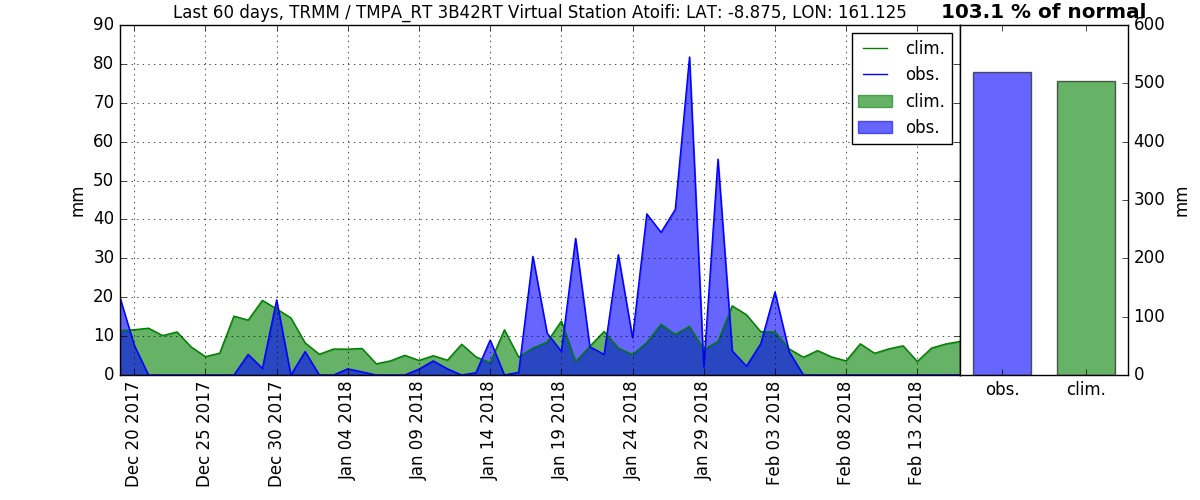 Last 60 days, TRMM / TMPA_RT 3B42RT Virtual Station Atoifi: LAT: -8.875, LON: 161.125
103.1 % of normal
90
80
70
60
50
40
30
20
10
0
mm
clim.
obs.
clim.
obs.
600
500
400
300
200
100
0
mm
obs.
clim.
Dec 20 2017
Dec 25 2017
Dec 30 2017
Jan 04 2018
Jan 09 2018
Jan 14 2018
Jan 19 2018
Jan 24 2018
Jan 29 2018
Feb 03 2018
Feb 08 2018
Feb 13 2018